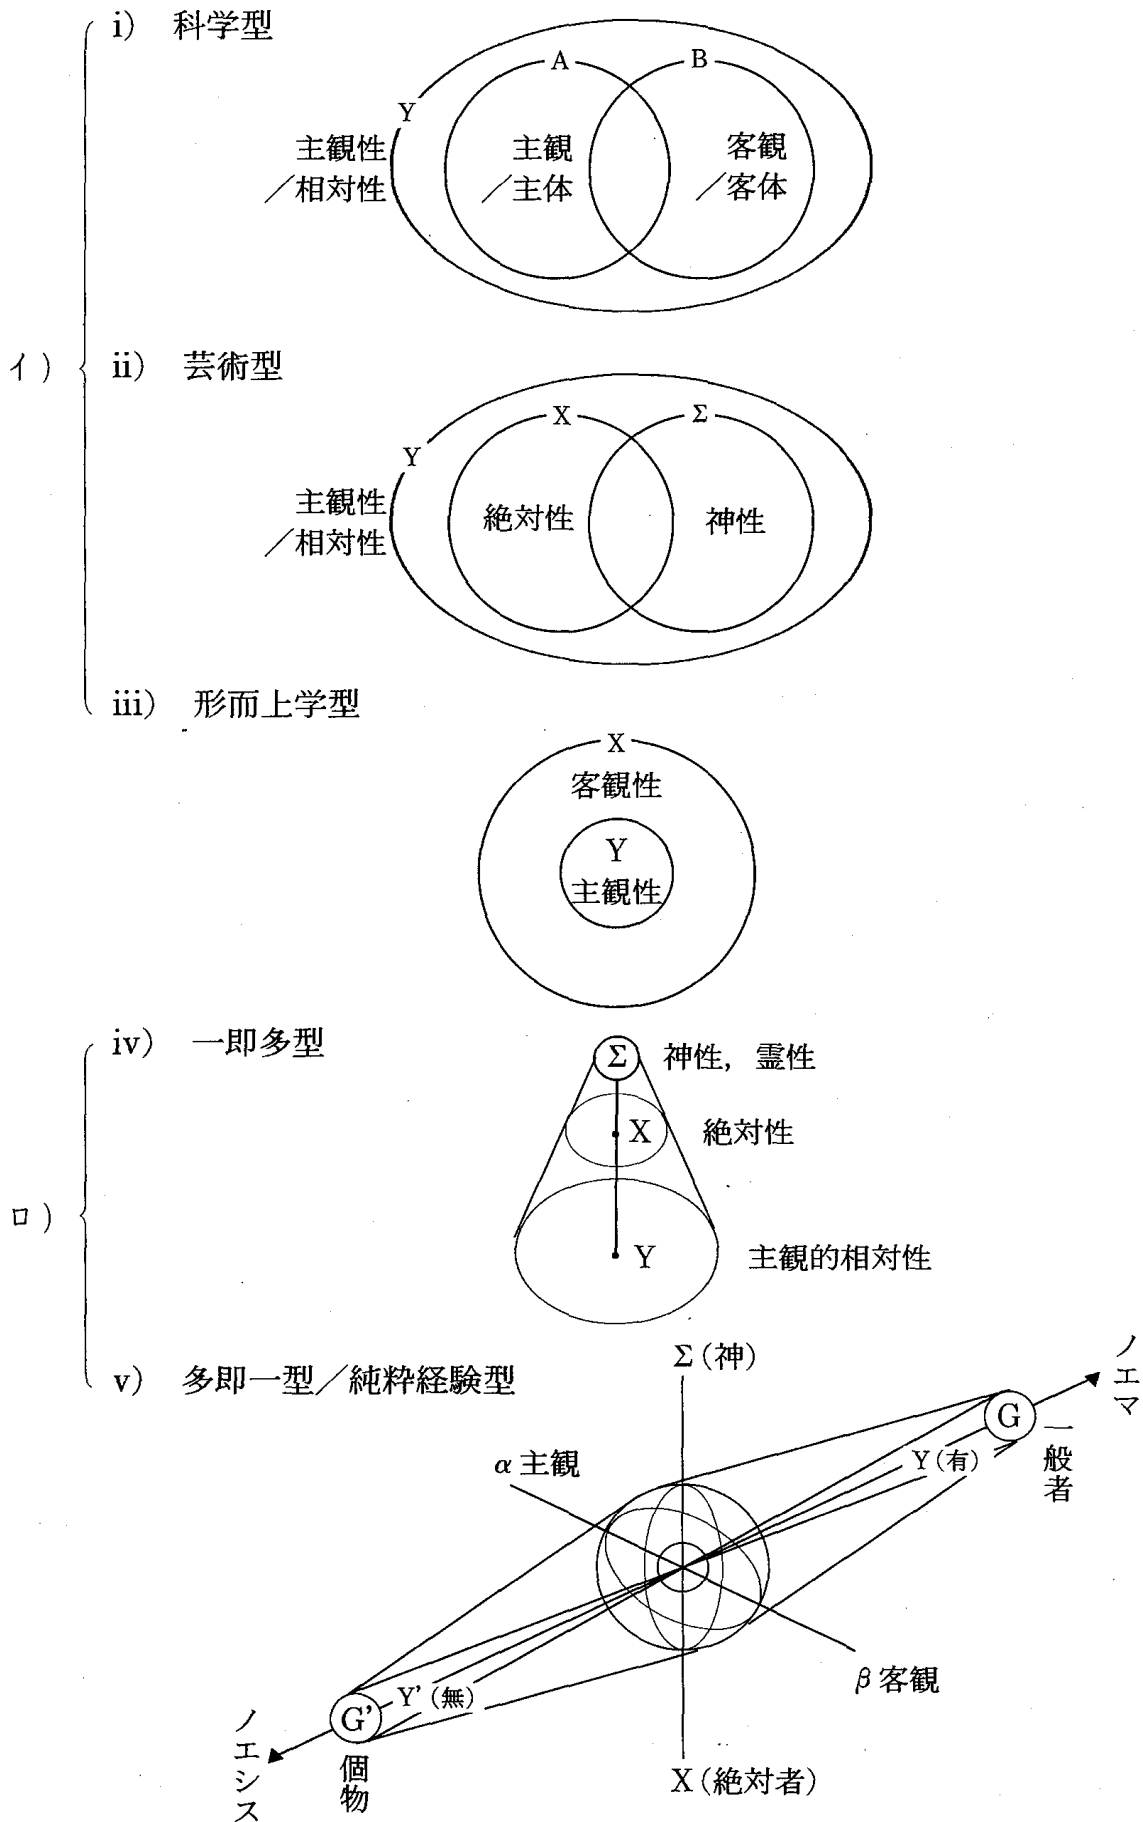 i) 科学型
A
B
Y
主観性
／相対性
主観
／主体
客観
／客体
イ)
ii) 芸術型
X
Σ
Y
主観性
／相対性
絶対性
神性
iii) 形而上学型
X
客観性
Y
主観性
ロ)
iv) 一即多型
Σ
神性，霊性
X
絶対性
Y
主観的相対性
v) 多即一型／純粋経験型
Σ(神)
ノエマ
G
一般者
Y(有)
α主観
β客観
Y'(無)
G'
個物
ノエシス
X(絶対者)